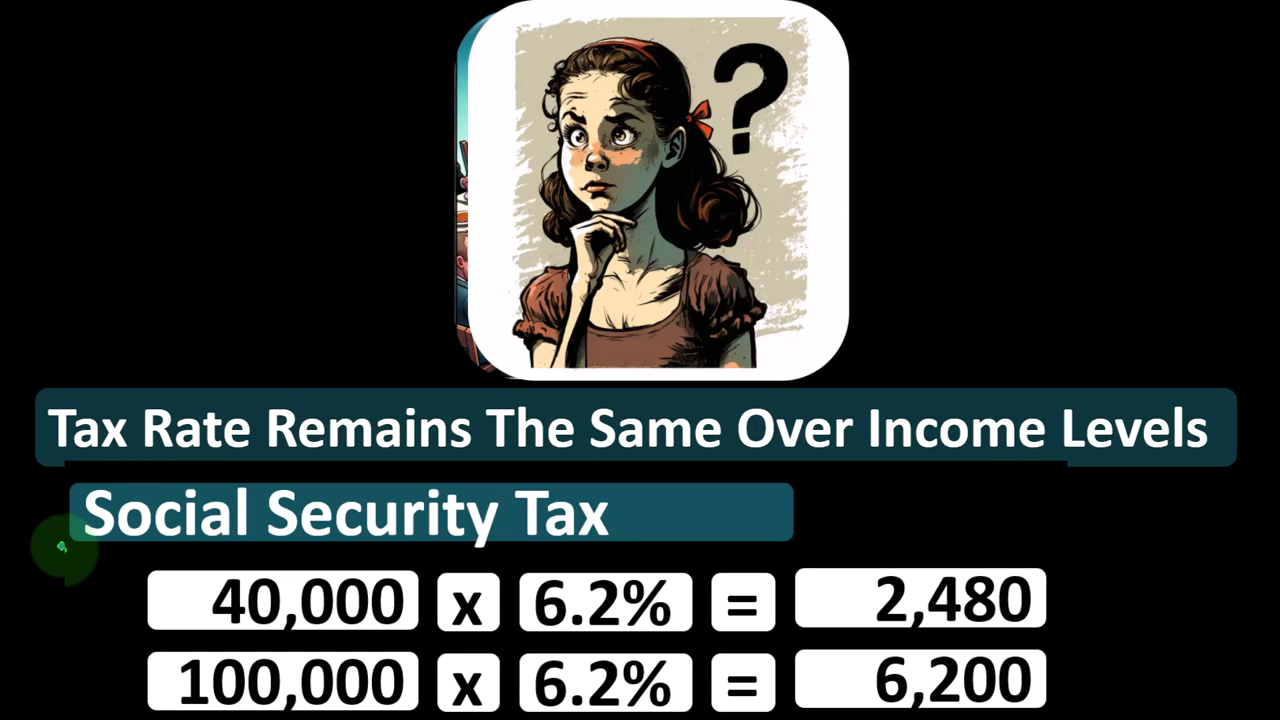 ?
Tax Rate Remains The Same Over Income Levels
Social Security Tax
40,000 x 6.2% = 2,480
100,000 x 6.2% = 6,200